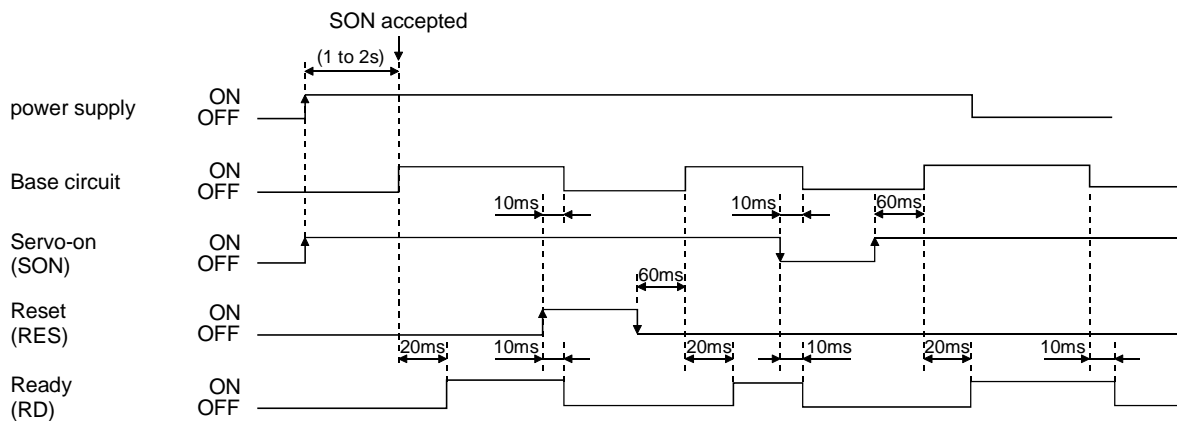 SON accepted
(1 to 2s)
power supply
ON
OFF
Base circuit
ON
OFF
10ms
10ms
60ms
Servo-on
(SON)
ON
OFF
60ms
Reset
(RES)
ON
OFF
20ms
10ms
20ms
10ms
20ms
10ms
Ready
(RD)
ON
OFF